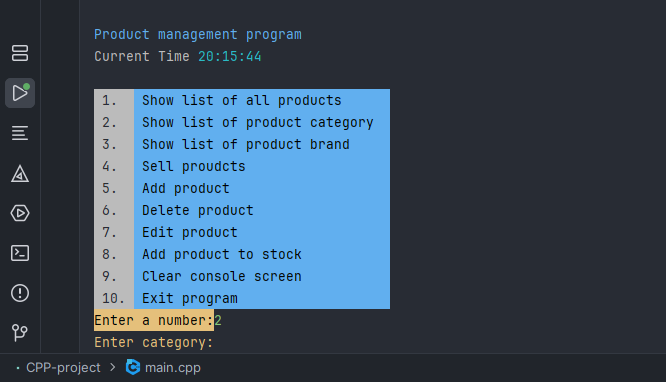 Product management program
Current Time 20:15:44
1. Show list of all products
2. Show list of product category
3. Show list of product brand
4. Sell proudcts
5. Add product
6. Delete product
7. Edit product
8. Add product to stock
9. Clear console screen
10. Exit program
Enter a number:2
Enter category:
CPP-project > main.cpp